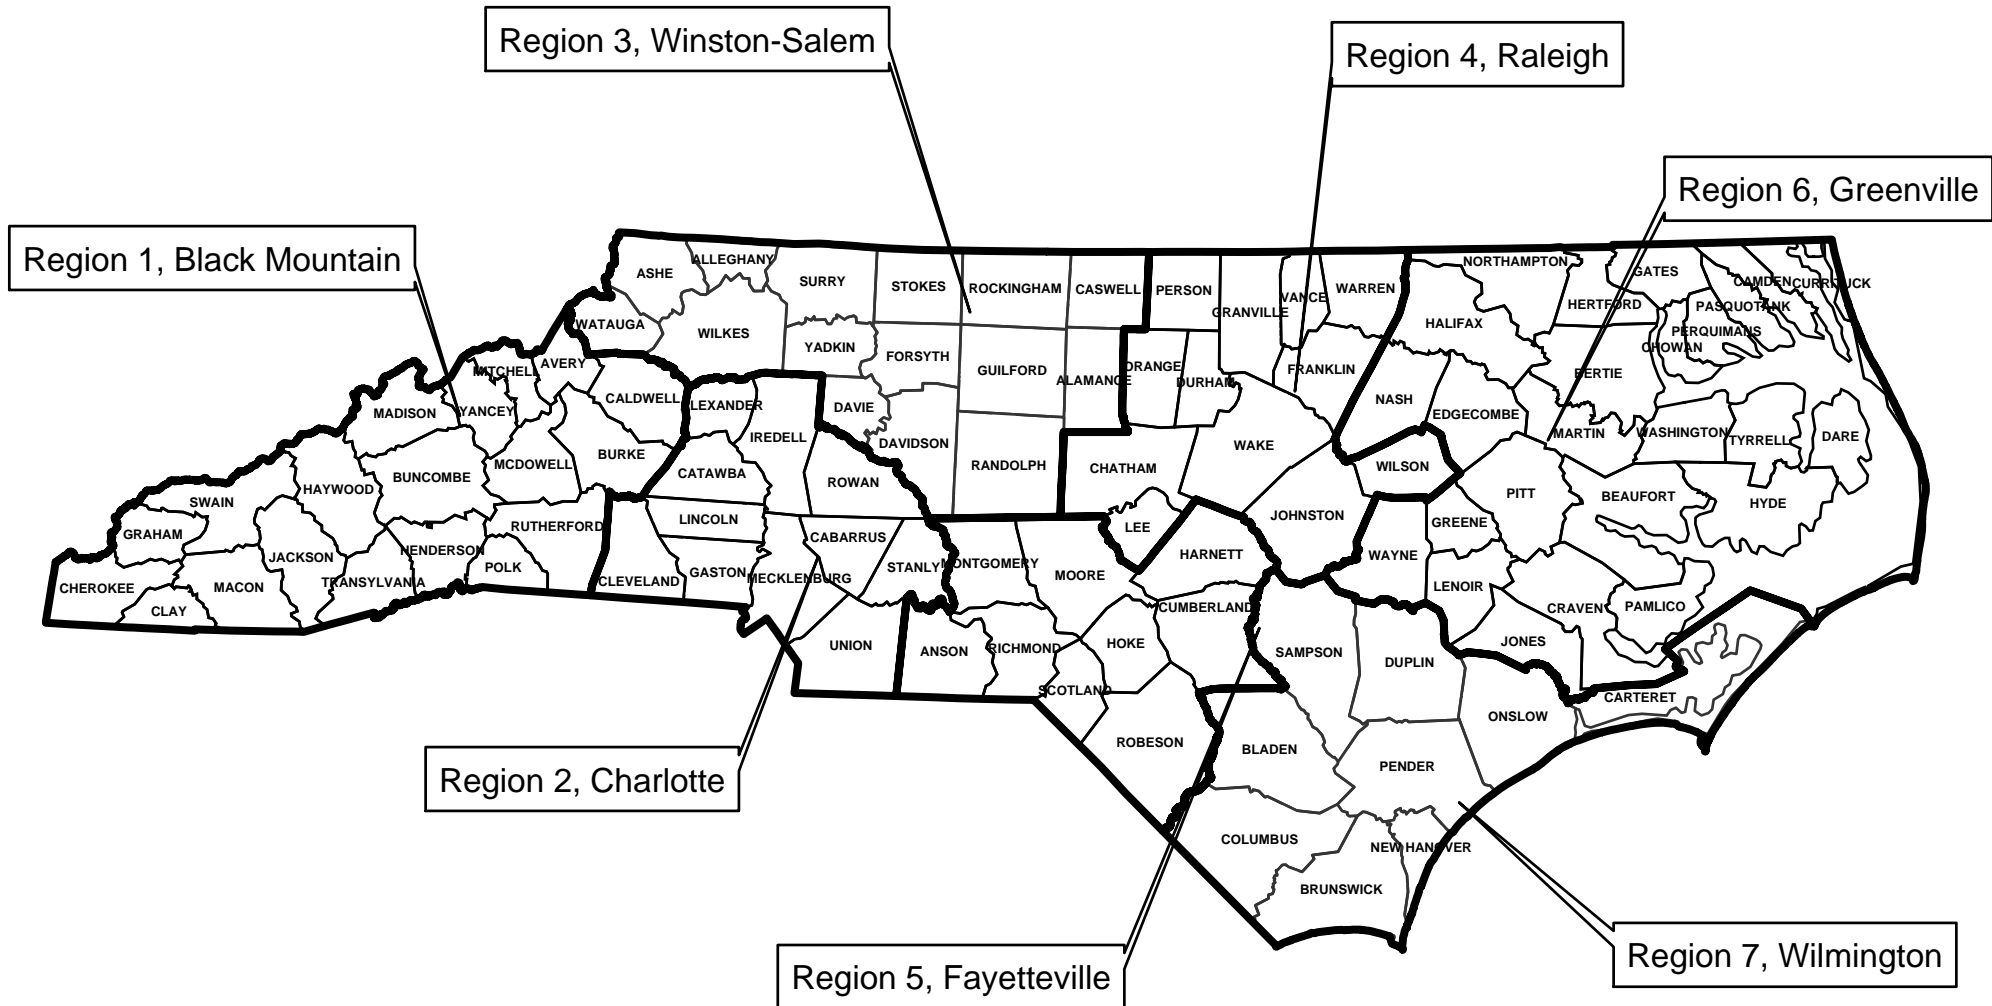 Region 3, Winston-Salem
Region 4, Raleigh
Region 6, Greenville
Region 1, Black Mountain
Region 2, Charlotte
Region 5, Fayetteville
Region 7, Wilmington
ASHE
ALLEGHANY
SURRY
STOKES
ROCKINGHAM
CASWELL
PERSON
GRANVILLE
VANCE
WARREN
NORTHAMPTON
GATES
CAMDEN
CURRITUCK
HERTFORD
PASQUOTANK
PERQUIMANS
CHOWAN
HALIFAX
WATAUGA
WILKES
YADKIN
FORSYTH
GUILFORD
ALAMANCE
ORANGE
DURHAM
FRANKLIN
NASH
EDGECOMBE
BERTIE
MITCHELL
AVERY
CALDWELL
LEXANDER
DAVIE
MADISON
YANCEY
IREDELL
DAVIDSON
RANDOLPH
CHATHAM
WAKE
WILSON
MARTIN
WASHINGTON
TYRRELL
DARE
BUNCOMBE
MCDOWELL
BURKE
CATAWBA
ROWAN
SWAIN
HAYWOOD
LINCOLN
LEE
JOHNSTON
GREENE
PITT
BEAUFORT
HYDE
GRAHAM
JACKSON
HENDERSON
RUTHERFORD
CABARRUS
STANLY
MONTGOMERY
MOORE
HARNETT
WAYNE
LENOIR
CHEROKEE
CLAY
MACON
TRANSYLVANIA
POLK
CLEVELAND
GASTON
MECKLENBURG
CUMBERLAND
CRAVEN
PAMLICO
JONES
UNION
ANSON
RICHMOND
HOKE
SAMPSON
DUPLIN
SCOTLAND
CARTERET
ONSLOW
ROBESON
BLADEN
PENDER
COLUMBUS
NEW HANOVER
BRUNSWICK